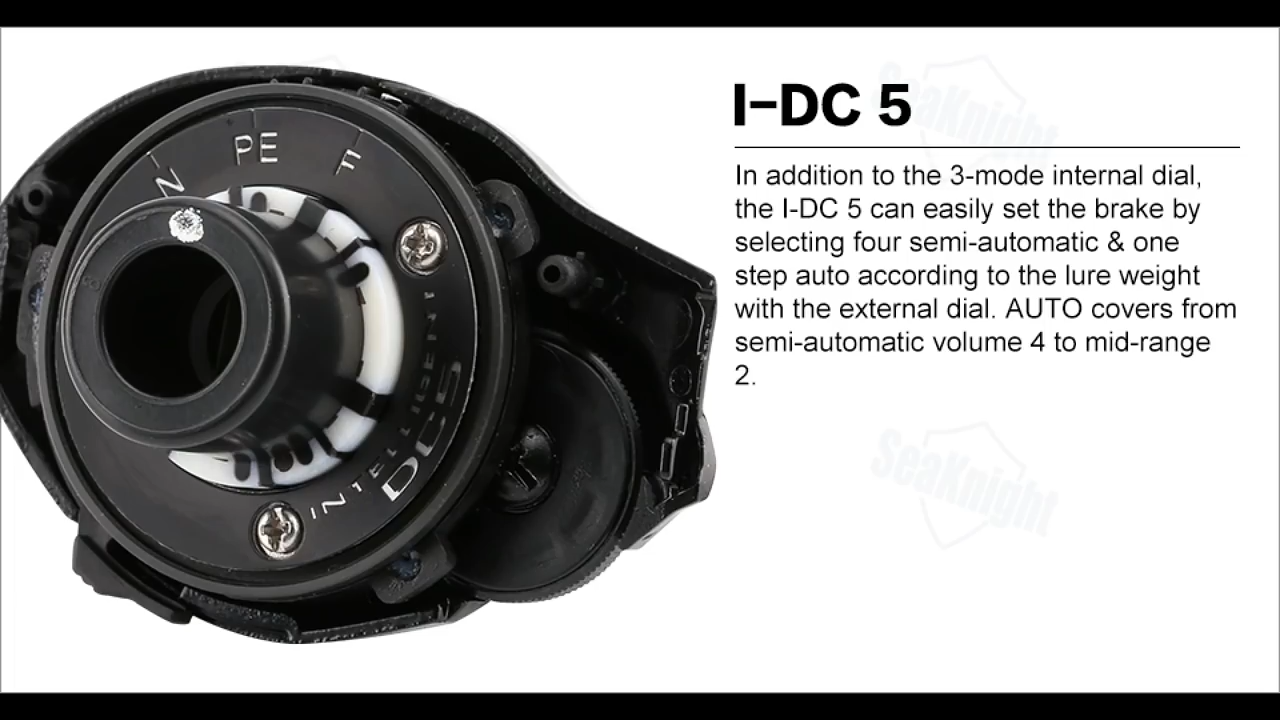 I-DC 5
In addition to the 3-mode internal dial,
the I-DC 5 can easily set the brake by
selecting four semi-automatic & one
step auto according to the lure weight
with the external dial. AUTO covers from
semi-automatic volume 4 to mid-range
2.
N PE F
INTELLIGENT
DC5
SeaKnight
SeaKnight